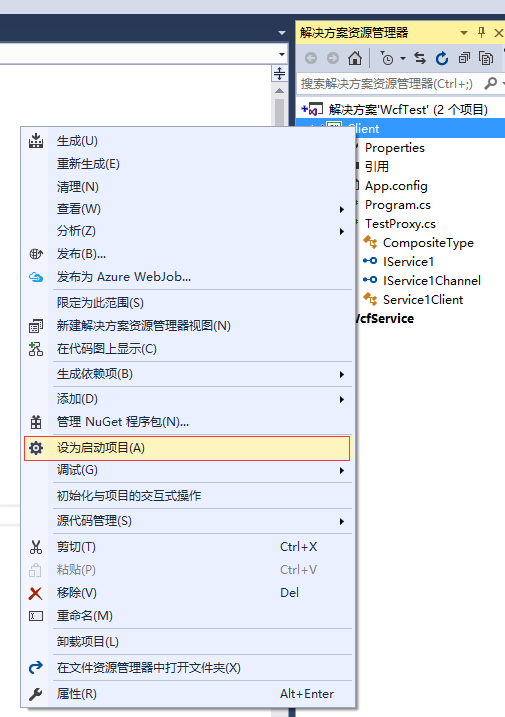 解决方案资源管理器
搜索解决方案资源管理器(Ctrl+;)
解决方案'WcfTest' (2 个项目)
Client
Properties
引用
App.config
Program.cs
TestProxy.cs
CompositeType
IService1
IService1Channel
Service1Client
WcfService
生成(U)
重新生成(E)
清理(N)
查看(W)
分析(Z)
发布(B)...
发布为 Azure WebJob...
限定为此范围(S)
新建解决方案资源管理器视图(N)
在代码图上显示(C)
生成依赖项(B)
添加(D)
管理 NuGet 程序包(N)...
设为启动项目(A)
调试(G)
初始化与项目的交互式操作
源代码管理(S)
剪切(T) Ctrl+X
粘贴(P) Ctrl+V
移除(V) Del
重命名(M)
卸载项目(L)
在文件资源管理器中打开文件夹(X)
属性(R) Alt+Enter